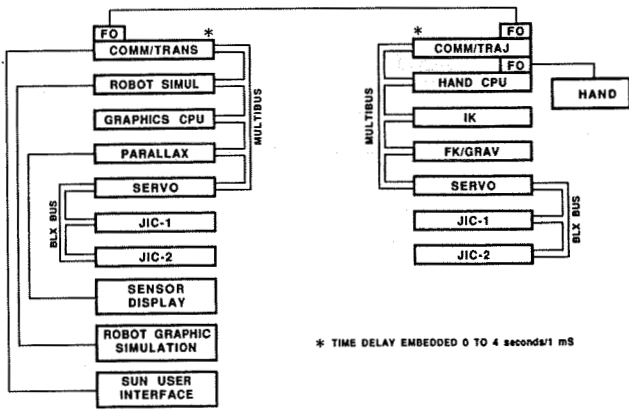 FO
COMM/TRANS
*
ROBOT SIMUL
GRAPHICS CPU
PARALLAX
SERVO
JIC-1
JIC-2
SENSOR
DISPLAY
ROBOT GRAPHIC
SIMULATION
SUN USER
INTERFACE
MULTIBUS
BLX BUS
*
FO
COMM/TRAJ
FO
HAND CPU
HAND
IK
FK/GRAV
SERVO
JIC-1
JIC-2
MULTIBUS
BLX BUS
* TIME DELAY EMBEDDED 0 TO 4 seconds/1 mS